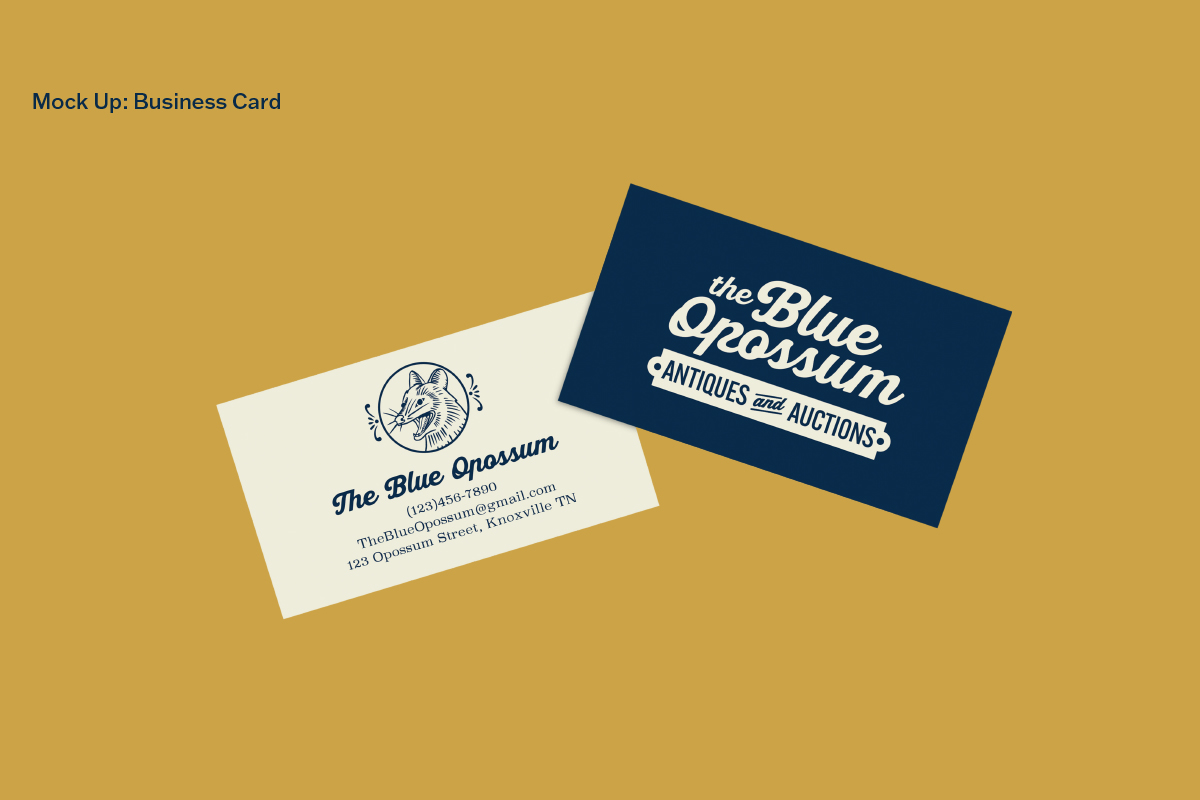 Mock Up: Business Card
the Blue
Opossum
ANTIQUES and AUCTIONS
The Blue Opossum
(123)456-7890
TheBlueOpossum@gmail.com
123 Opossum Street, Knoxville TN